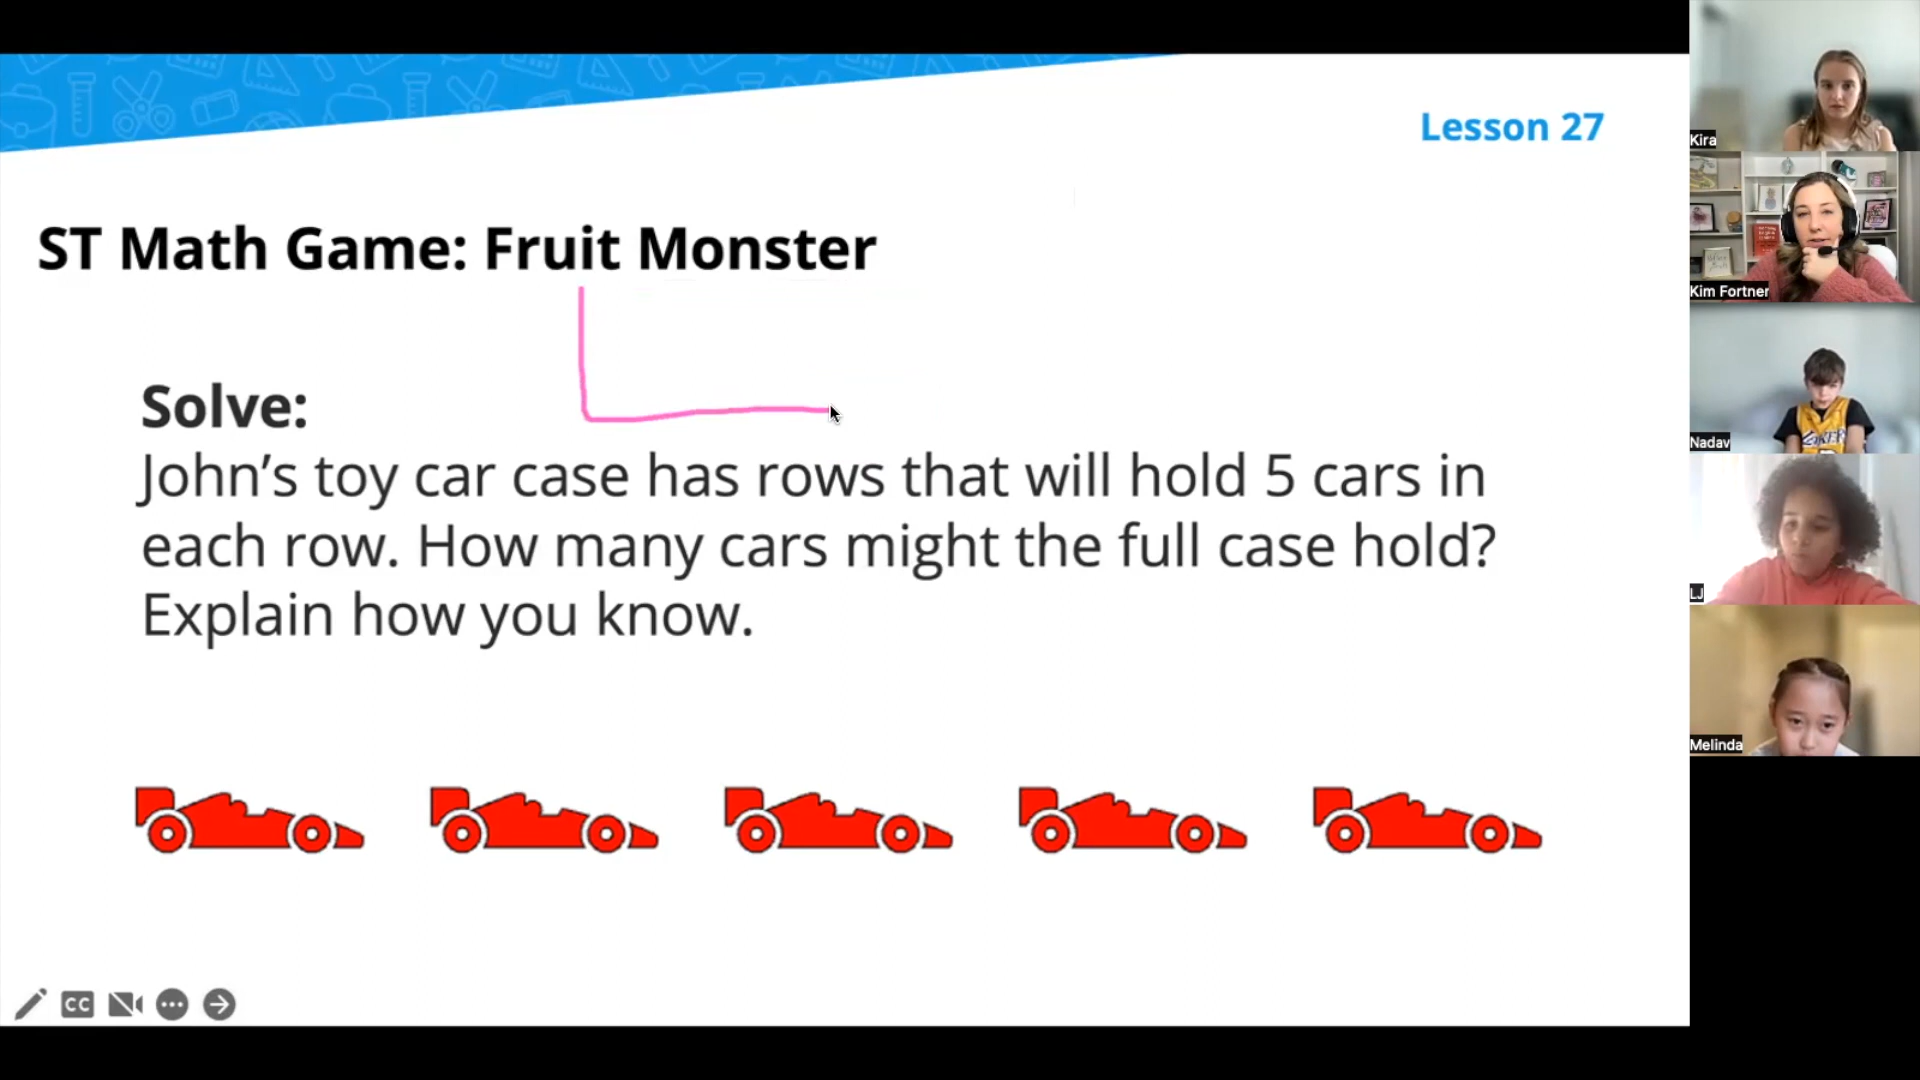 Lesson 27
ST Math Game: Fruit Monster
Solve:
John’s toy car case has rows that will hold 5 cars in
each row. How many cars might the full case hold?
Explain how you know.
CC
Kira
Kim Fortner
Nadav
LJ
Melinda